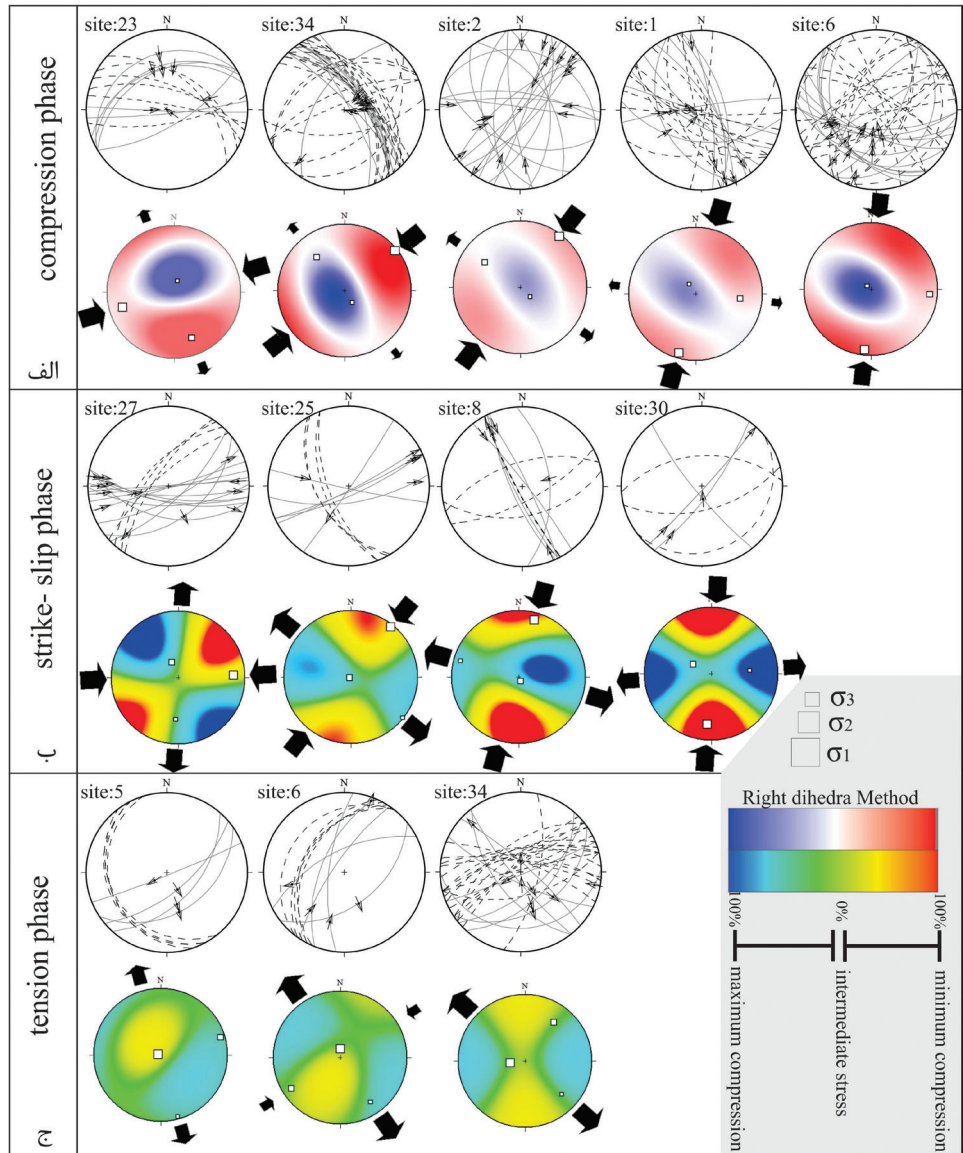 compression phase
الف
site:23
site:34
site:2
site:1
site:6
N
N
N
N
N
N
N
N
N
N
strike- slip phase
ب
site:27
site:25
site:8
site:30
N
N
N
N
N
N
N
N
tension phase
ج
site:5
site:6
site:34
N
N
N
N
N
N
σ3
σ2
σ1
Right dihedra Method
100%
0%
100%
maximum compression
intermediate stress
minimum compression